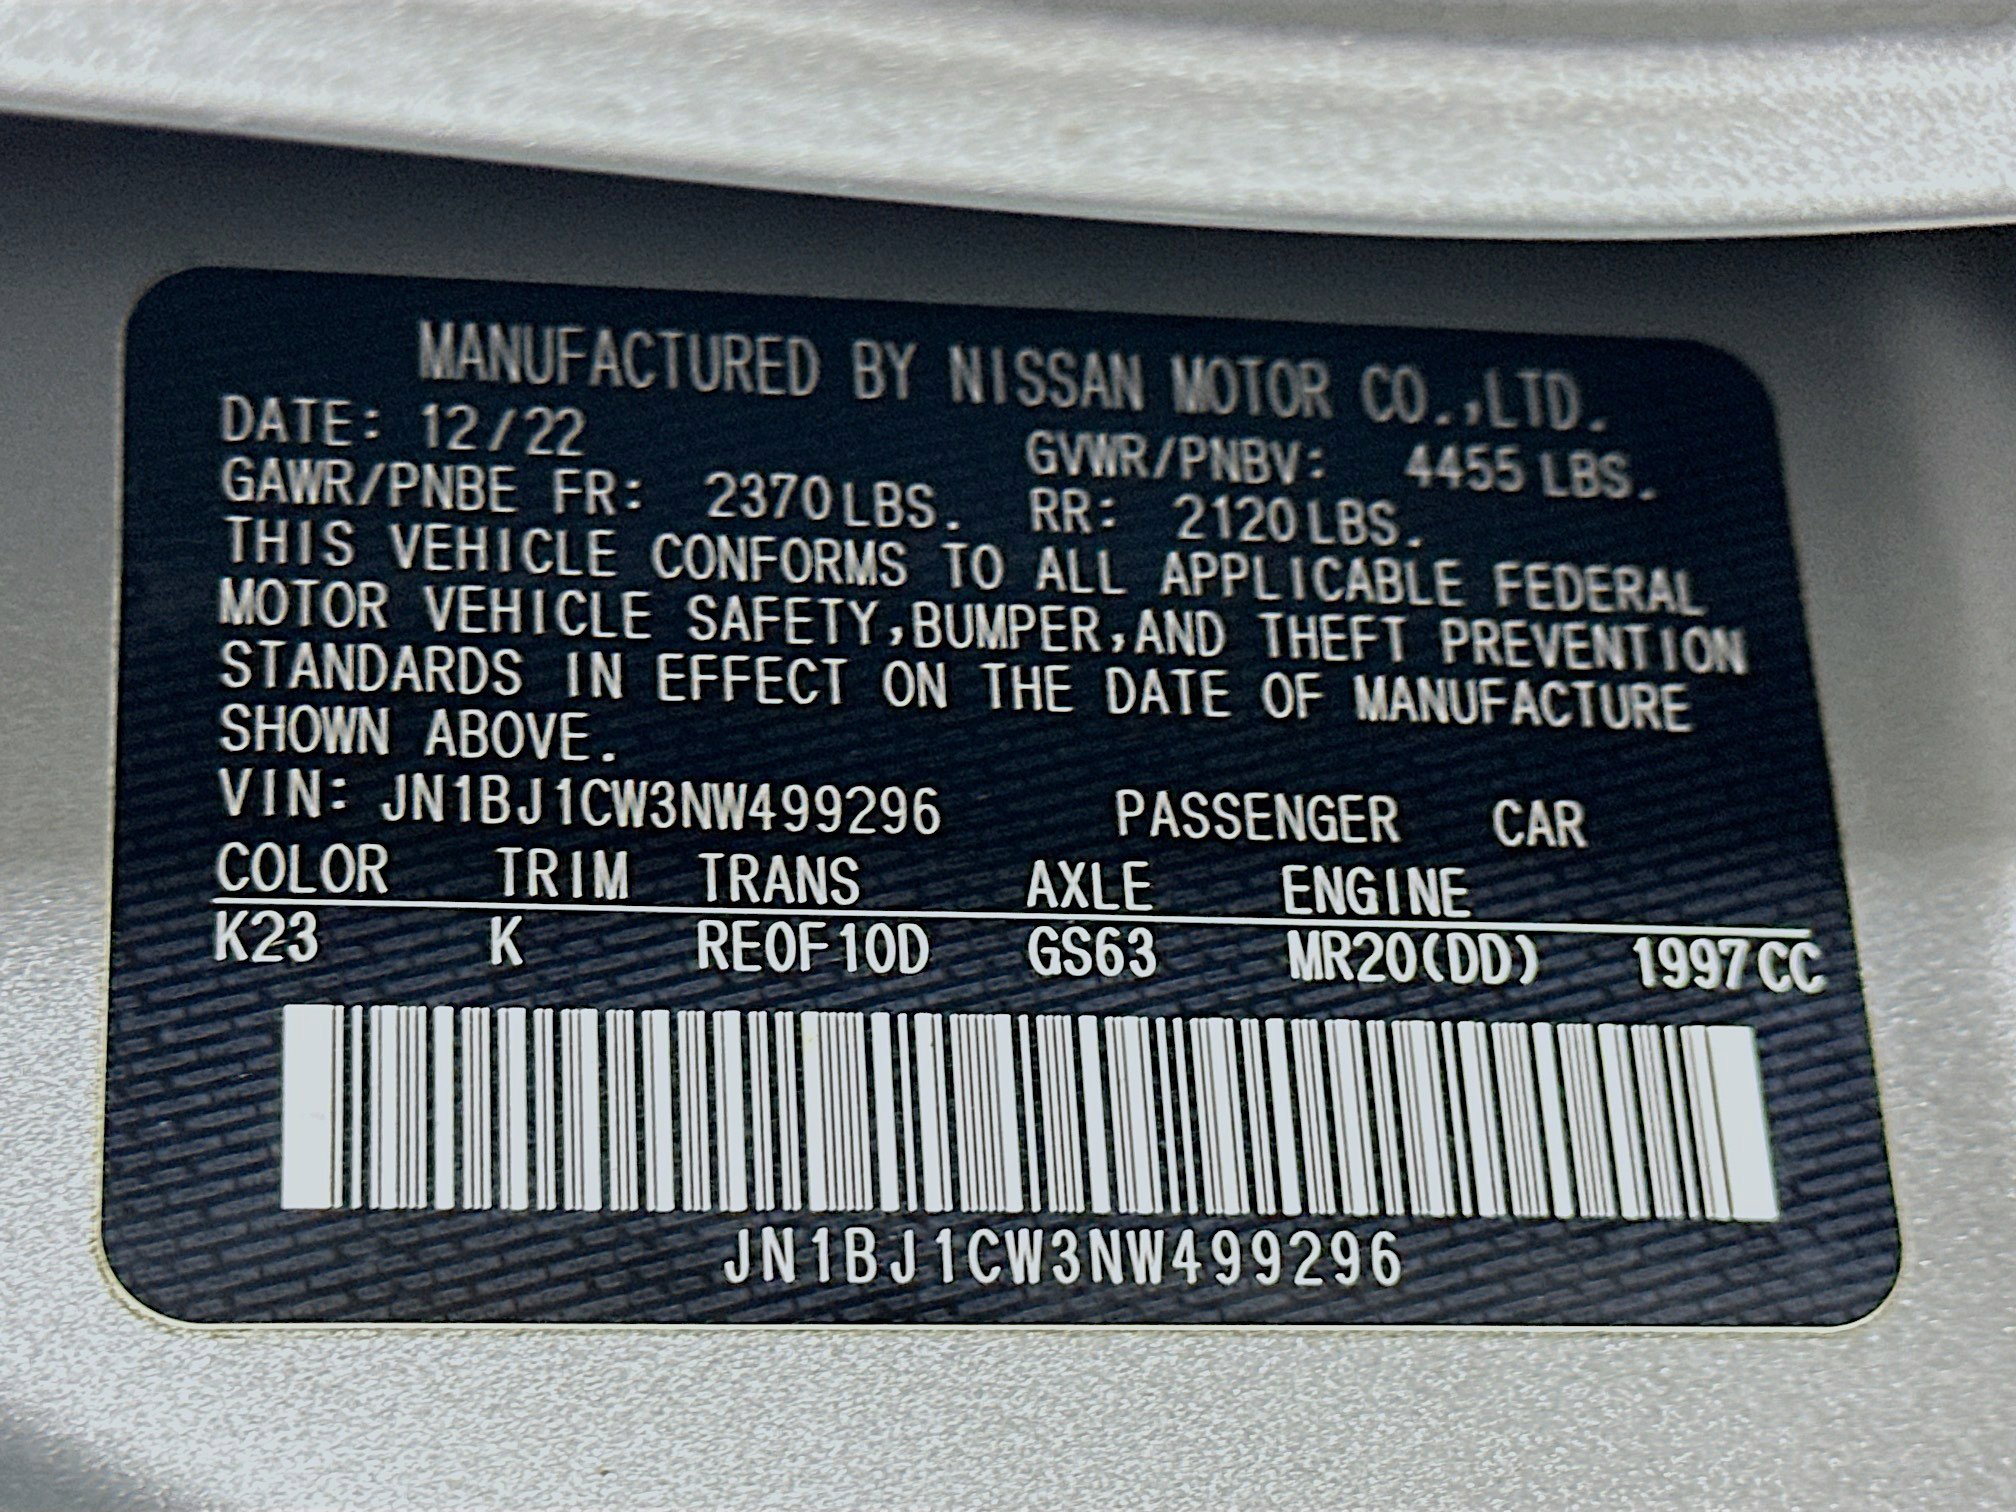 MANUFACTURED BY NISSAN MOTOR CO.,LTD.
DATE: 12/22 GVWR/PNBV: 4455 LBS.
GAWR/PNBE FR: 2370 LBS. RR: 2120 LBS.
THIS VEHICLE CONFORMS TO ALL APPLICABLE FEDERAL
MOTOR VEHICLE SAFETY,BUMPER,AND THEFT PREVENTION
STANDARDS IN EFFECT ON THE DATE OF MANUFACTURE
SHOWN ABOVE.
VIN: JN1BJ1CW3NW499296 PASSENGER CAR
COLOR TRIM TRANS AXLE ENGINE
K23 K RE0F10D GS63 MR20(DD) 1997 CC
JN1BJ1CW3NW499296